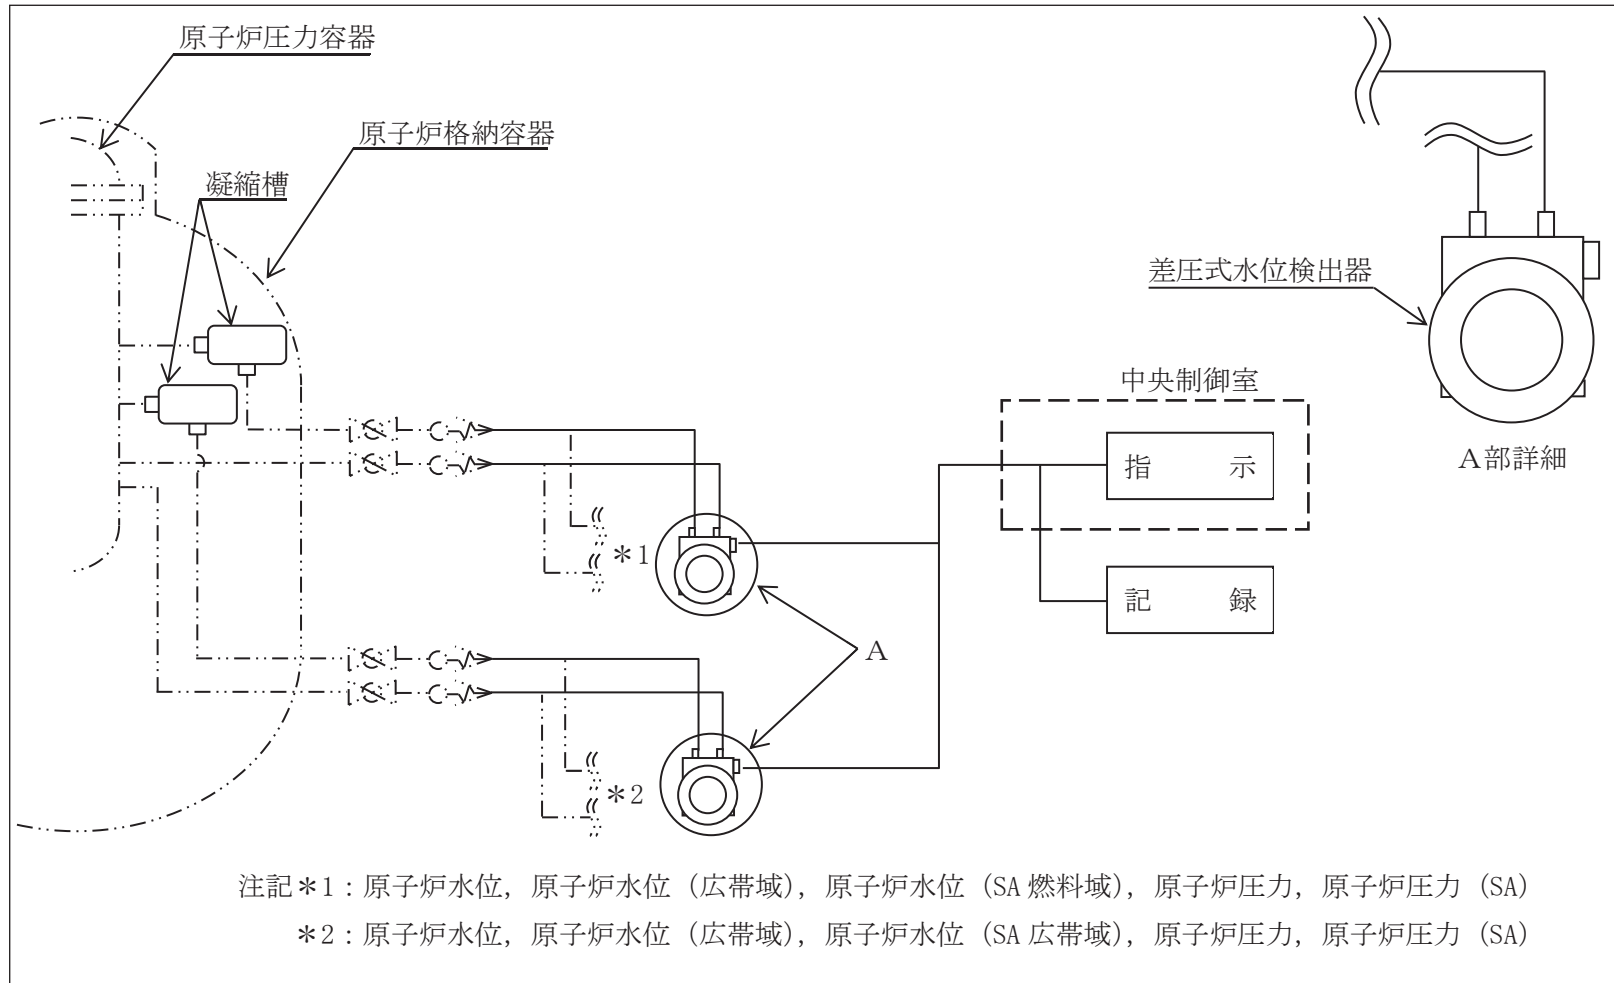 原子炉圧力容器
原子炉格納容器
凝縮槽
差圧式水位検出器
中央制御室
指 示
A部詳細
*1
記 録
A
*2
注記*1:原子炉水位,原子炉水位(広帯域),原子炉水位(SA 燃料域),原子炉圧力,原子炉圧力(SA)
*2:原子炉水位,原子炉水位(広帯域),原子炉水位(SA 広帯域),原子炉圧力,原子炉圧力(SA)